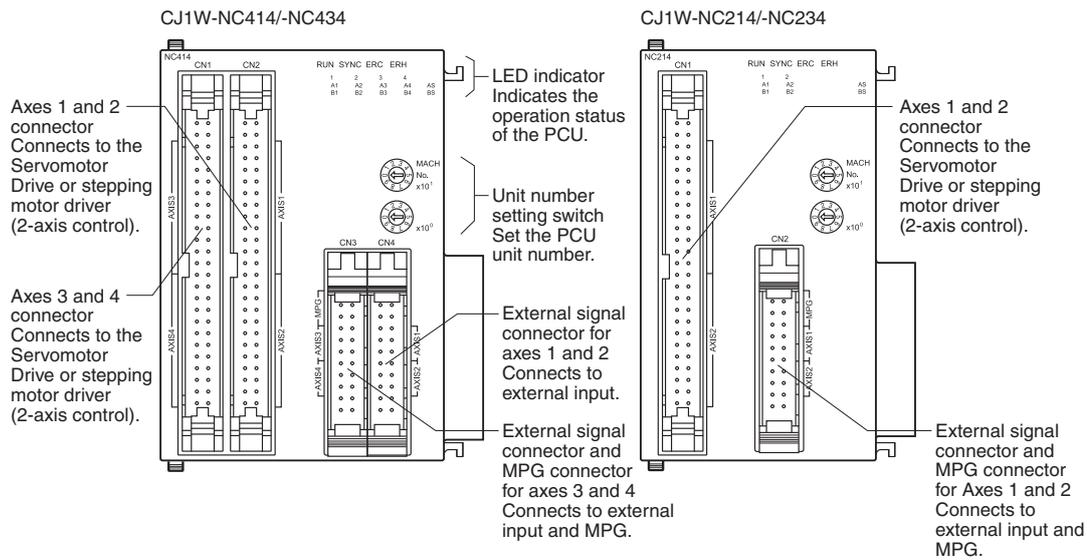 CJ1W-NC414/-NC434
NC414
CN1
CN2
RUN SYNC ERC ERH
1 2 3 4
A1 A2 A3 A4 AS
B1 B2 B3 B4 BS
MACH
No.
x10¹
x10⁰
CN3
CN4
AXIS3
AXIS4
AXIS1
AXIS2
MPG
AXIS3
AXIS4
AXIS1
AXIS2
Axes 1 and 2
connector
Connects to the
Servomotor
Drive or stepping
motor driver
(2-axis control).
Axes 3 and 4
connector
Connects to the
Servomotor
Drive or stepping
motor driver
(2-axis control).
LED indicator
Indicates the
operation status
of the PCU.
Unit number
setting switch
Set the PCU
unit number.
External signal
connector for
axes 1 and 2
Connects to
external input.
External signal
connector and
MPG connector
for axes 3 and 4
Connects to external
input and MPG.
CJ1W-NC214/-NC234
NC214
CN1
RUN SYNC ERC ERH
1 2
A1 A2 AS
B1 B2 BS
MACH
No.
x10¹
x10⁰
CN2
AXIS1
AXIS2
MPG
AXIS1
AXIS2
Axes 1 and 2
connector
Connects to the
Servomotor
Drive or stepping
motor driver
(2-axis control).
External signal
connector and
MPG connector
for Axes 1 and 2
Connects to
external input and
MPG.